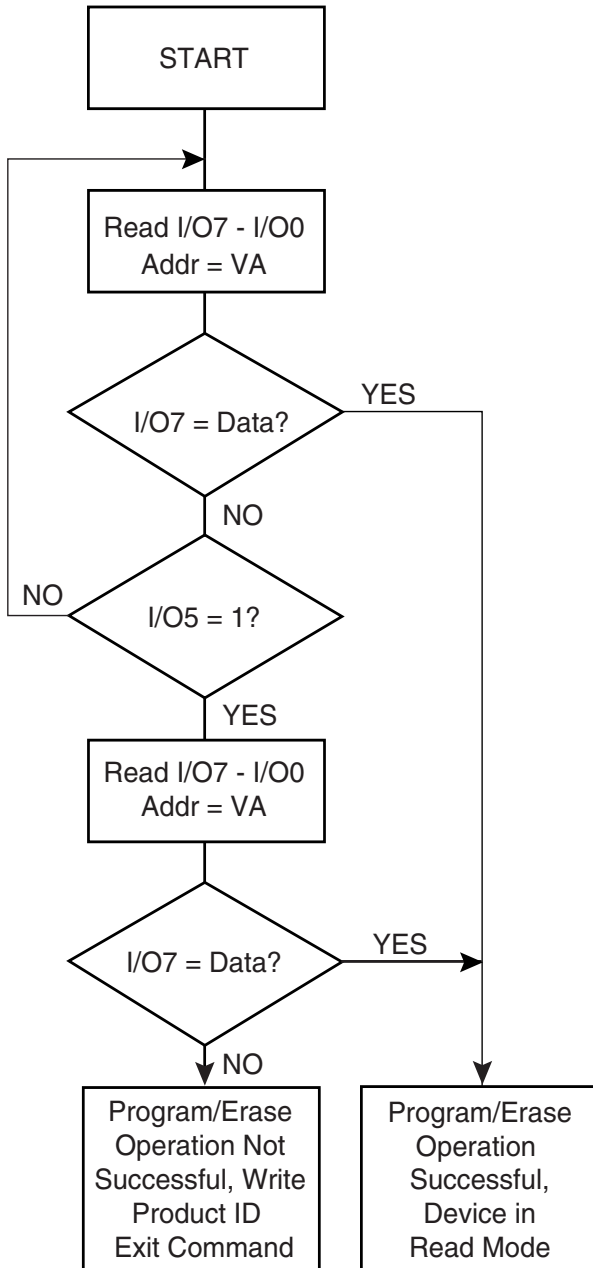 START
Read I/O7 - I/O0
Addr = VA
I/O7 = Data?
YES
NO
NO
I/O5 = 1?
YES
Read I/O7 - I/O0
Addr = VA
I/O7 = Data?
YES
NO
Program/Erase
Operation Not
Successful, Write
Product ID
Exit Command
Program/Erase
Operation
Successful,
Device in
Read Mode